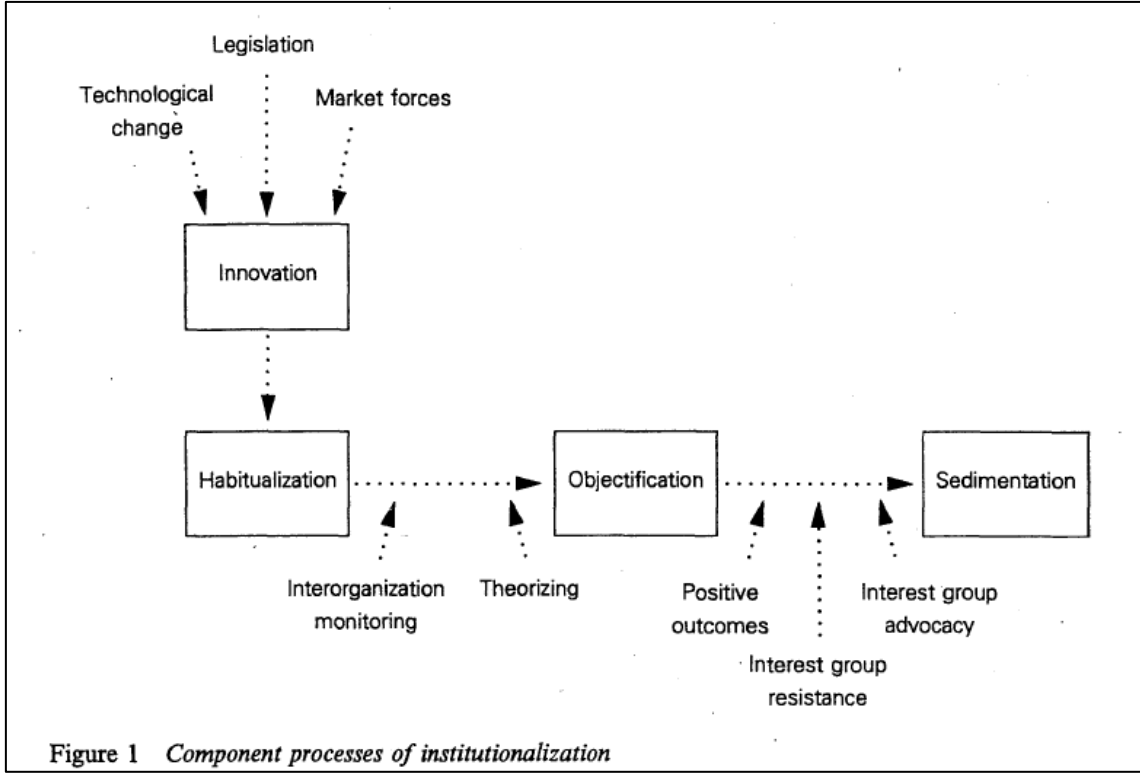 Legislation
Technological
change
Market forces
Innovation
Habitualization
Objectification
Sedimentation
Interorganization
monitoring
Theorizing
Positive
outcomes
Interest group
advocacy
Interest group
resistance
Figure 1 Component processes of institutionalization